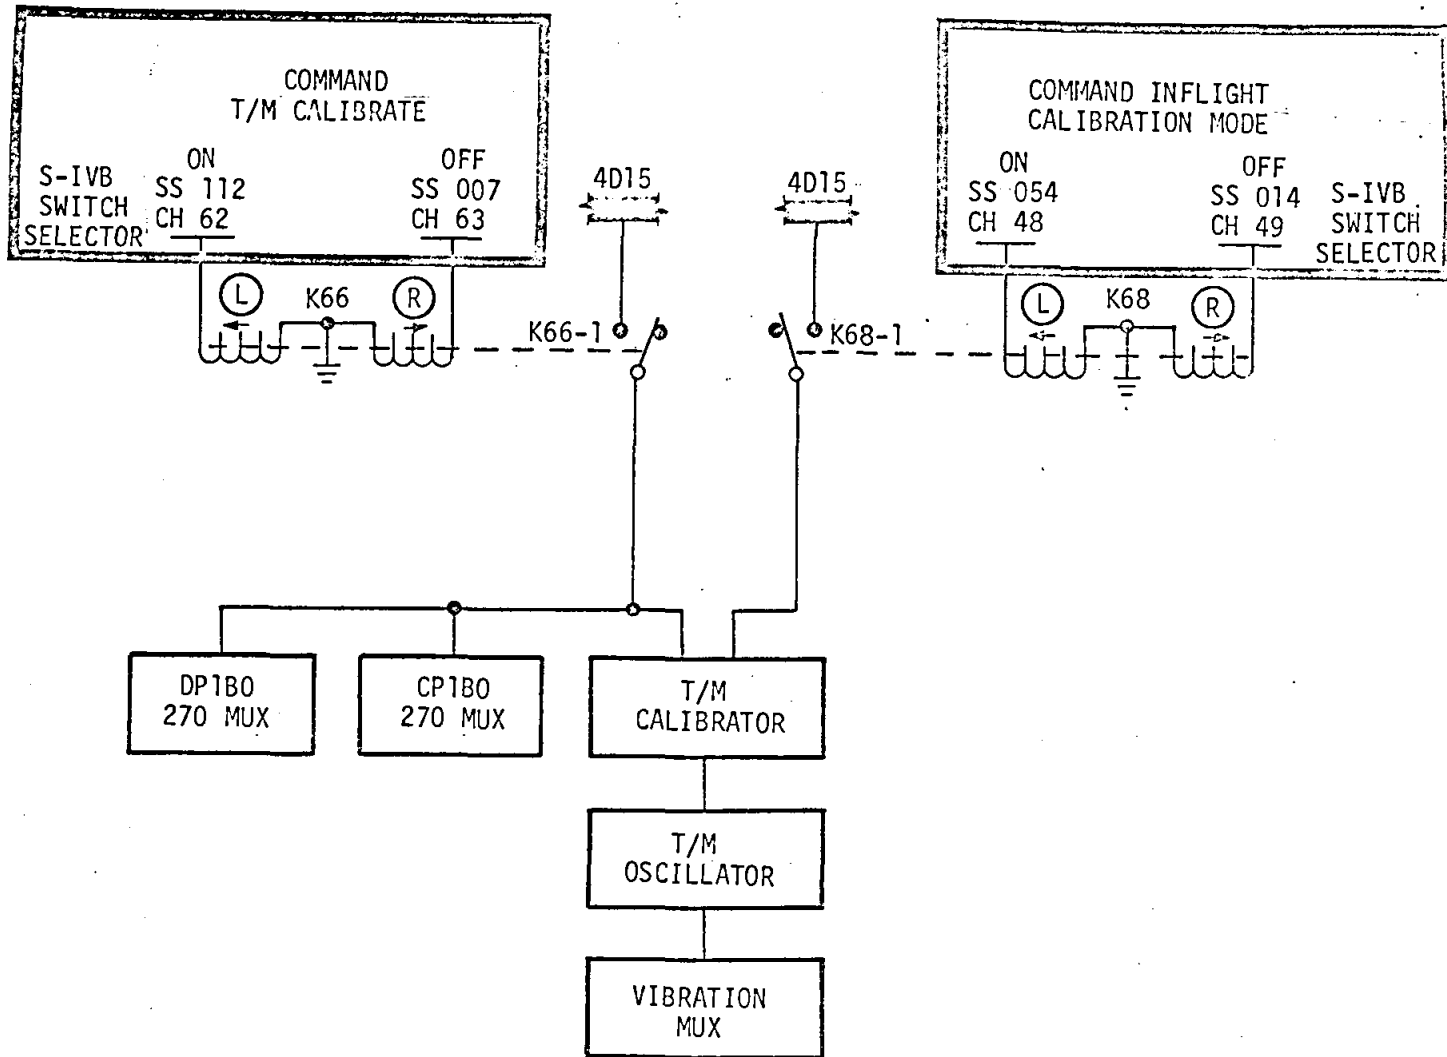 COMMAND
T/M CALIBRATE
ON
SS 112
CH 62
OFF
SS 007
CH 63
S-IVB
SWITCH
SELECTOR
L
K66
R
4D15
K66-1
4D15
K68-1
COMMAND INFLIGHT
CALIBRATION MODE
ON
SS 054
CH 48
OFF
SS 014
CH 49
S-IVB
SWITCH
SELECTOR
L
K68
R
DP1BO
270 MUX
CP1BO
270 MUX
T/M
CALIBRATOR
T/M
OSCILLATOR
VIBRATION
MUX